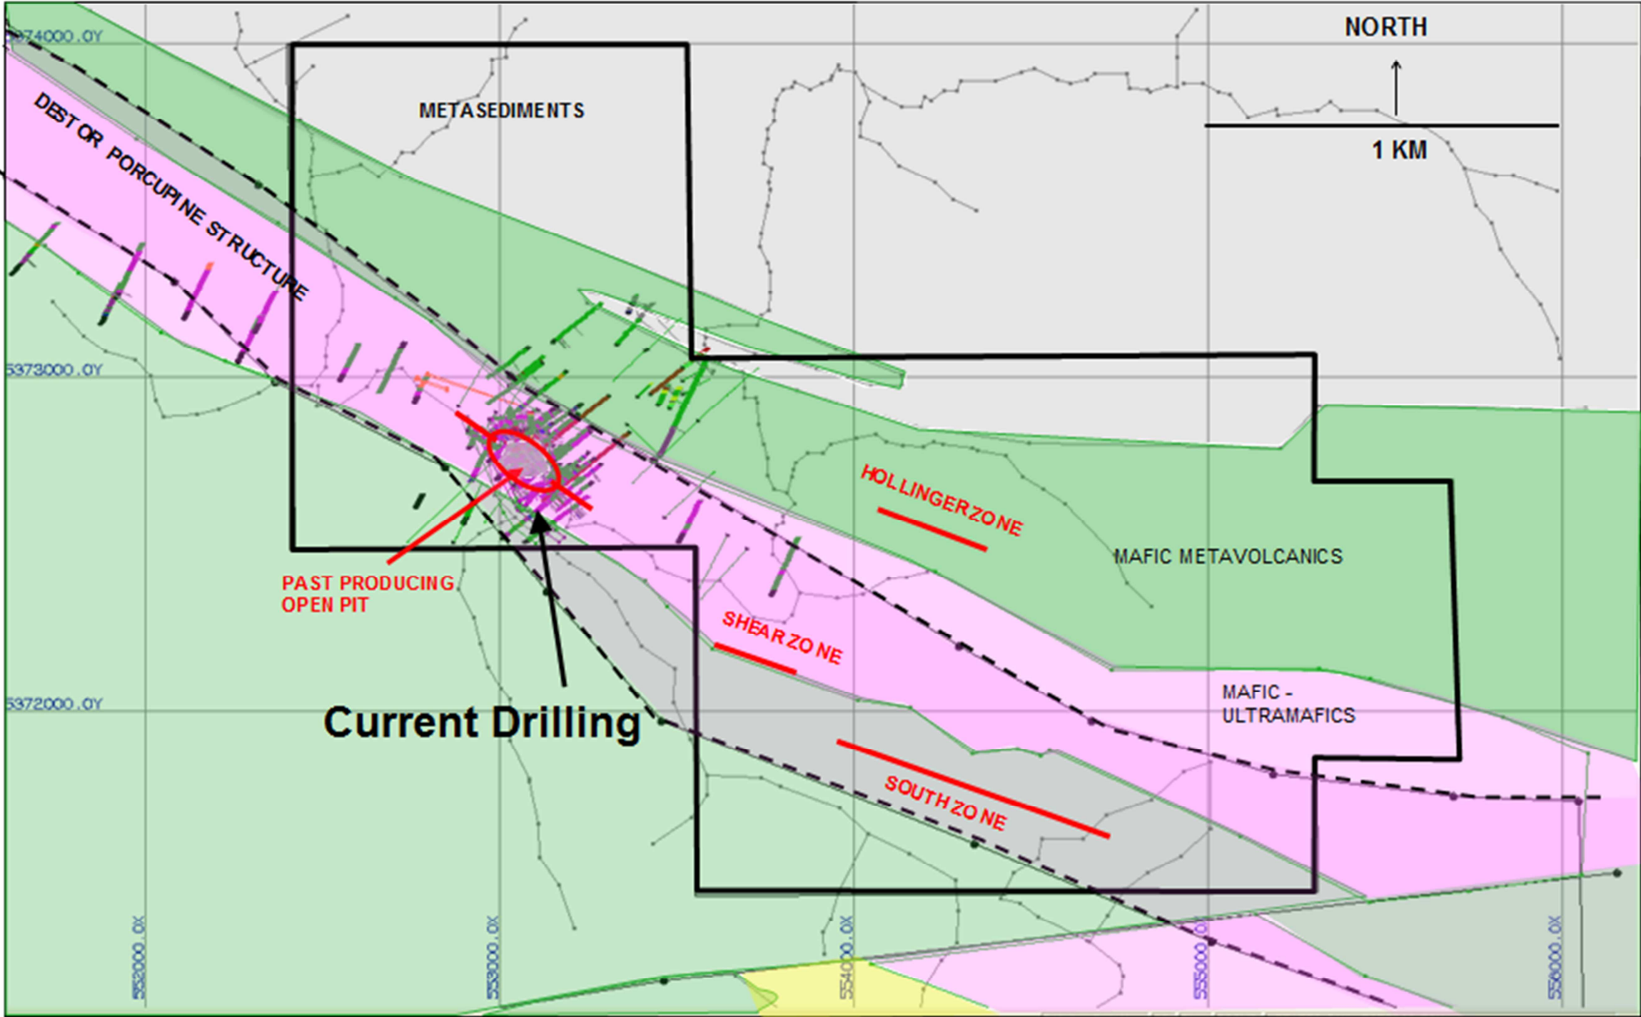 5374000.0Y
NORTH
METASEDIMENTS
1 KM
DESTOR PORCUPINE STRUCTURE
5373000.0Y
HOLLINGER ZONE
MAFIC METAVOLCANICS
PAST PRODUCING
OPEN PIT
SHEAR ZONE
MAFIC -
ULTRAMAFICS
5372000.0Y
Current Drilling
SOUTH ZONE
552000.0X
553000.0X
554000.0X
555000.0X
556000.0X